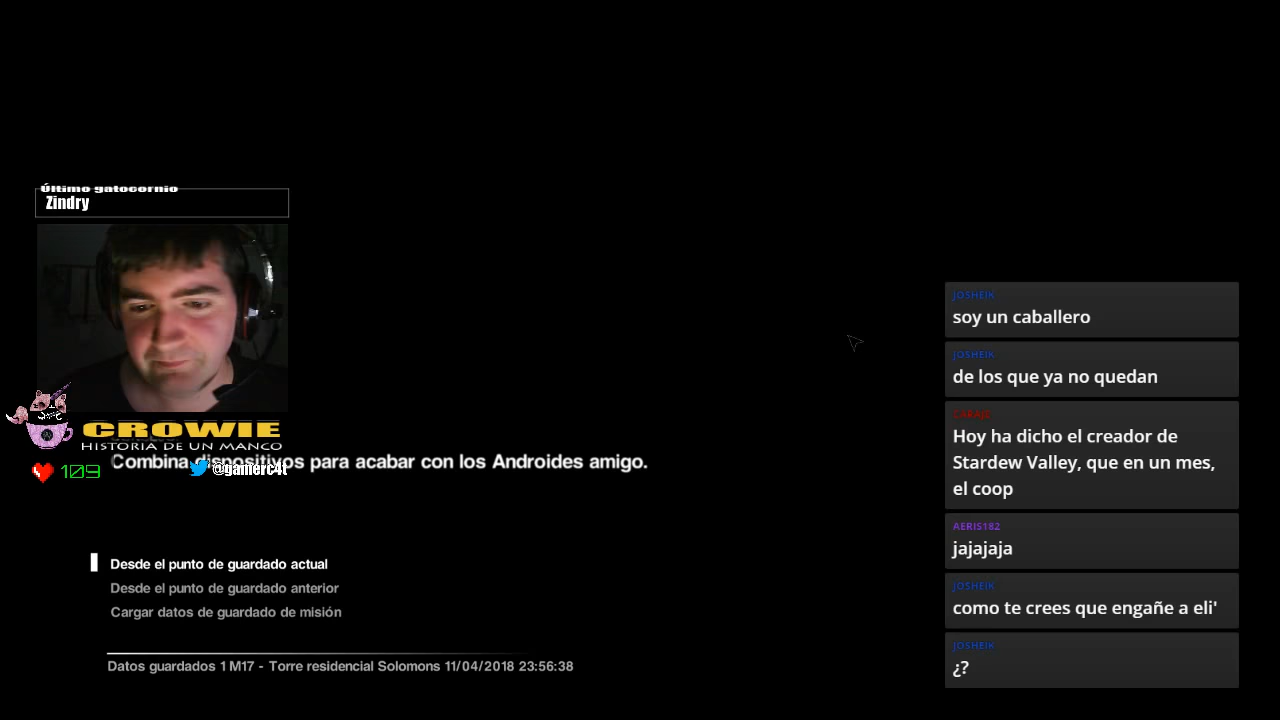 Último gatocornio
Zindry
CROWIE
HISTORIA DE UN MANCO
109
@gamerc4t
Combina dispositivos para acabar con los Androides amigo.
Desde el punto de guardado actual
Desde el punto de guardado anterior
Cargar datos de guardado de misión
Datos guardados 1 M17 - Torre residencial Solomons 11/04/2018 23:56:38
JOSHEIK
soy un caballero
JOSHEIK
de los que ya no quedan
Hoy ha dicho el creador de
Stardew Valley, que en un mes,
el coop
AERIS182
jajajaja
JOSHEIK
como te crees que engañe a eli'
JOSHEIK
¿?